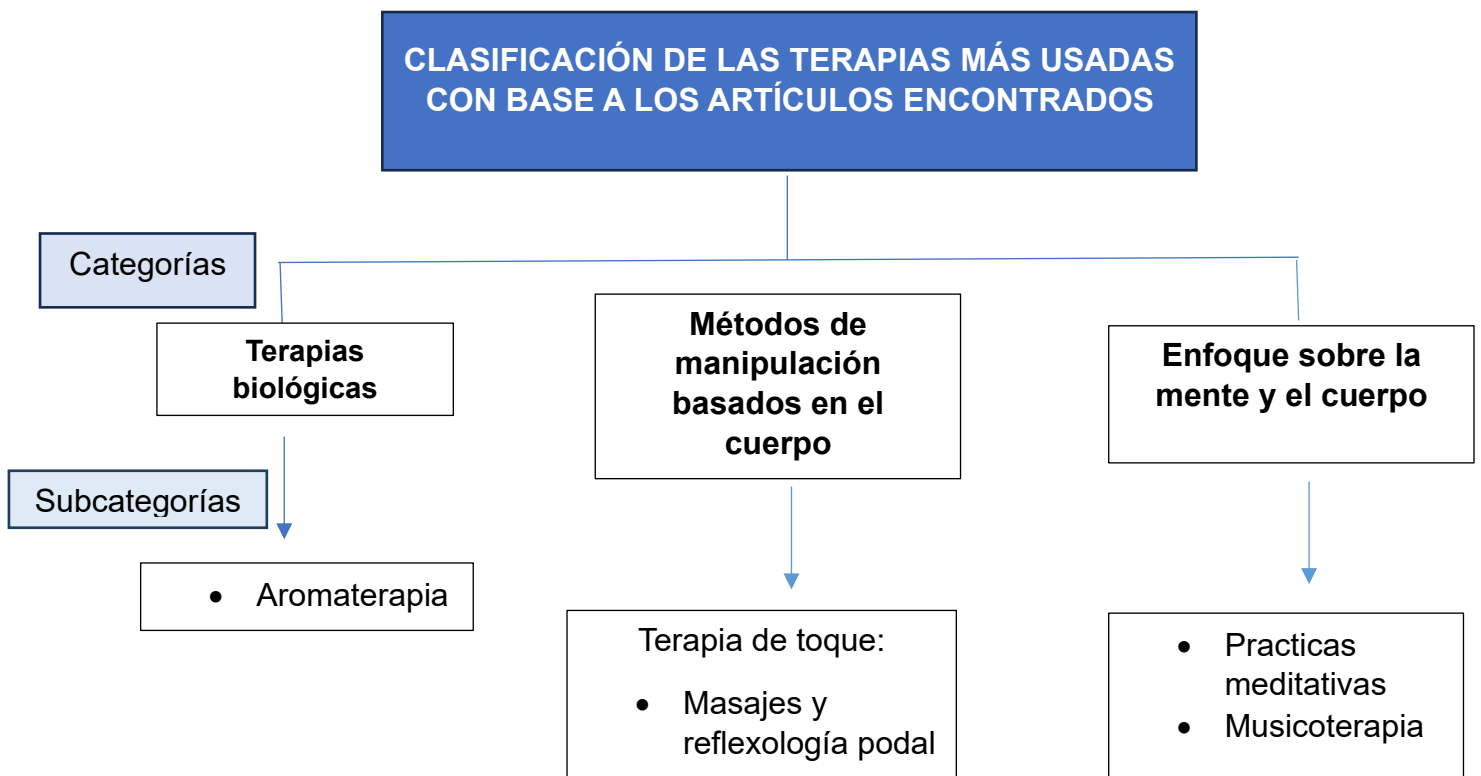 CLASIFICACIÓN DE LAS TERAPIAS MÁS USADAS
CON BASE A LOS ARTÍCULOS ENCONTRADOS
Categorías
Terapias
biológicas
Métodos de
manipulación
basados en el
cuerpo
Enfoque sobre la
mente y el cuerpo
Subcategorías
• Aromaterapia
Terapia de toque:
• Masajes y
reflexología podal
• Practicas
meditativas
• Musicoterapia